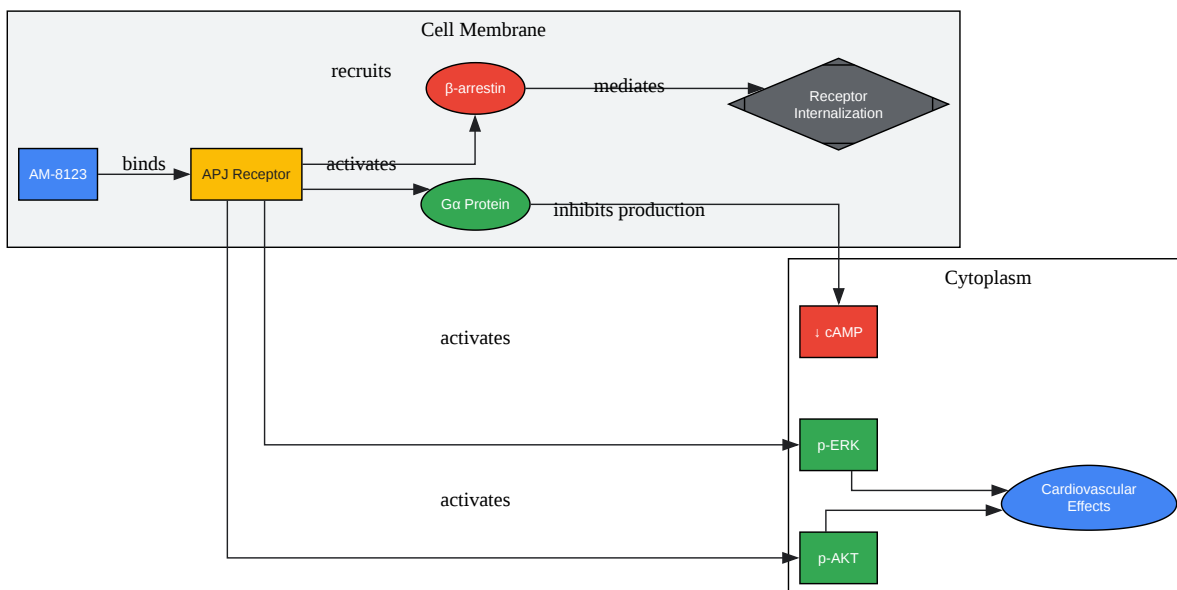 Cell Membrane
recruits
β-arrestin
mediates
Receptor
Internalization
AM-8123
binds
APJ Receptor
activates
Gα Protein
inhibits production
Cytoplasm
↓ cAMP
activates
p-ERK
activates
Cardiovascular
Effects
p-AKT